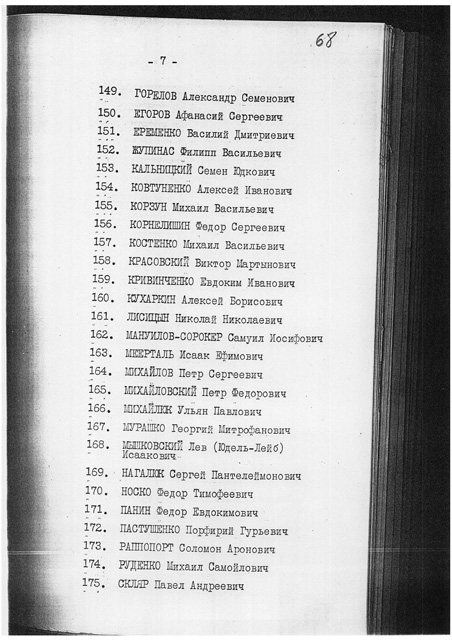 68
- 7 -
149. ГОРЕЛОВ Александр Семенович
150. ЕГОРОВ Афанасий Сергеевич
151. ЕРЕМЕНКО Василий Дмитриевич
152. ЖУПИНАС Филипп Васильевич
153. КАЛЬНИЦКИЙ Семен Юдкович
154. КОВТУНЕНКО Алексей Иванович
155. КОРЗУН Михаил Васильевич
156. КОРНЕЛИШИН Федор Сергеевич
157. КОСТЕНКО Михаил Васильевич
158. КРАСОВСКИЙ Виктор Мартынович
159. КРИВИНЧЕНКО Евдоким Иванович
160. КУХАРКИН Алексей Борисович
161. ЛИСИЦЫН Николай Николаевич
162. МАНУИЛОВ-СОРОКЕР Самуил Иосифович
163. МЕЕРТАЛЬ Исаак Ефимович
164. МИХАЙЛОВ Петр Сергеевич
165. МИХАЙЛОВСКИЙ Петр Федорович
166. МИХАЙЛЮК Ульян Павлович
167. МУРАШКО Георгий Митрофанович
168. МЫШКОВСКИЙ Лев (Юдель-Лейб)
Исаакович
169. НАГАЛЮК Сергей Пантелеймонович
170. НОСКО Федор Тимофеевич
171. ПАНИН Федор Евдокимович
172. ПАСТУШЕНКО Порфирий Гурьевич
173. РАППОПОРТ Соломон Аронович
174. РУДЕНКО Михаил Самойлович
175. СКЛЯР Павел Андреевич